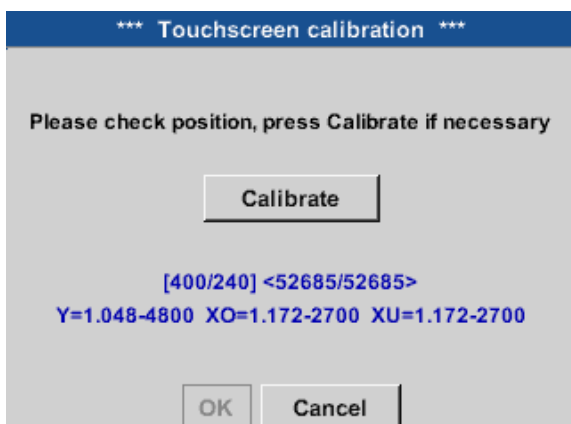 *** Touchscreen calibration ***
Please check position, press Calibrate if necessary
Calibrate
[400/240] <52685/52685>
Y=1.048-4800 XO=1.172-2700 XU=1.172-2700
OK Cancel